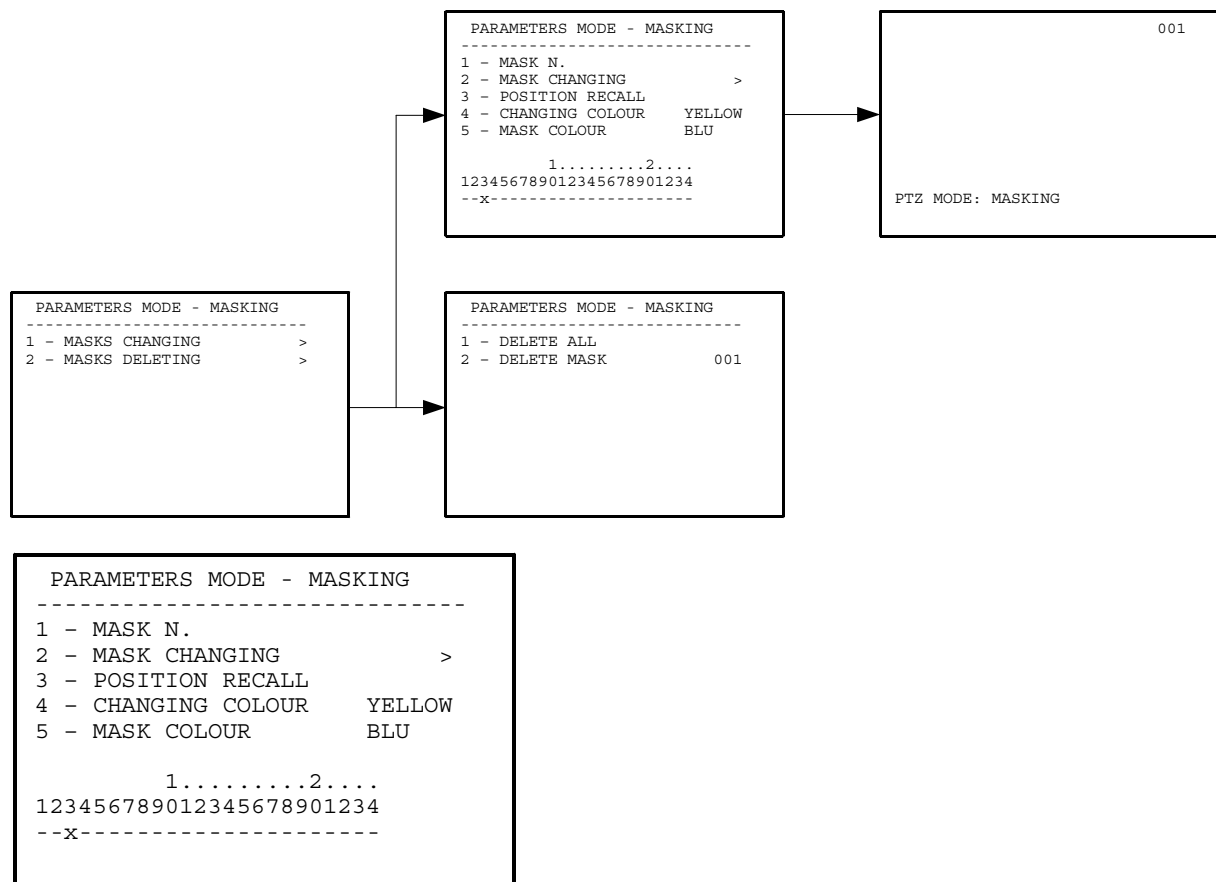 PARAMETERS MODE - MASKING
------------------------------
1 – MASK N.
2 – MASK CHANGING >
3 – POSITION RECALL
4 – CHANGING COLOUR YELLOW
5 – MASK COLOUR BLU
1.........2....
123456789012345678901234
--x---------------------
001
PTZ MODE: MASKING
PARAMETERS MODE - MASKING
-----------------------------
1 – MASKS CHANGING >
2 – MASKS DELETING >
PARAMETERS MODE - MASKING
-----------------------------
1 – DELETE ALL
2 – DELETE MASK 001
PARAMETERS MODE - MASKING
------------------------------
1 – MASK N.
2 – MASK CHANGING >
3 – POSITION RECALL
4 – CHANGING COLOUR YELLOW
5 – MASK COLOUR BLU
1.........2....
123456789012345678901234
--x---------------------